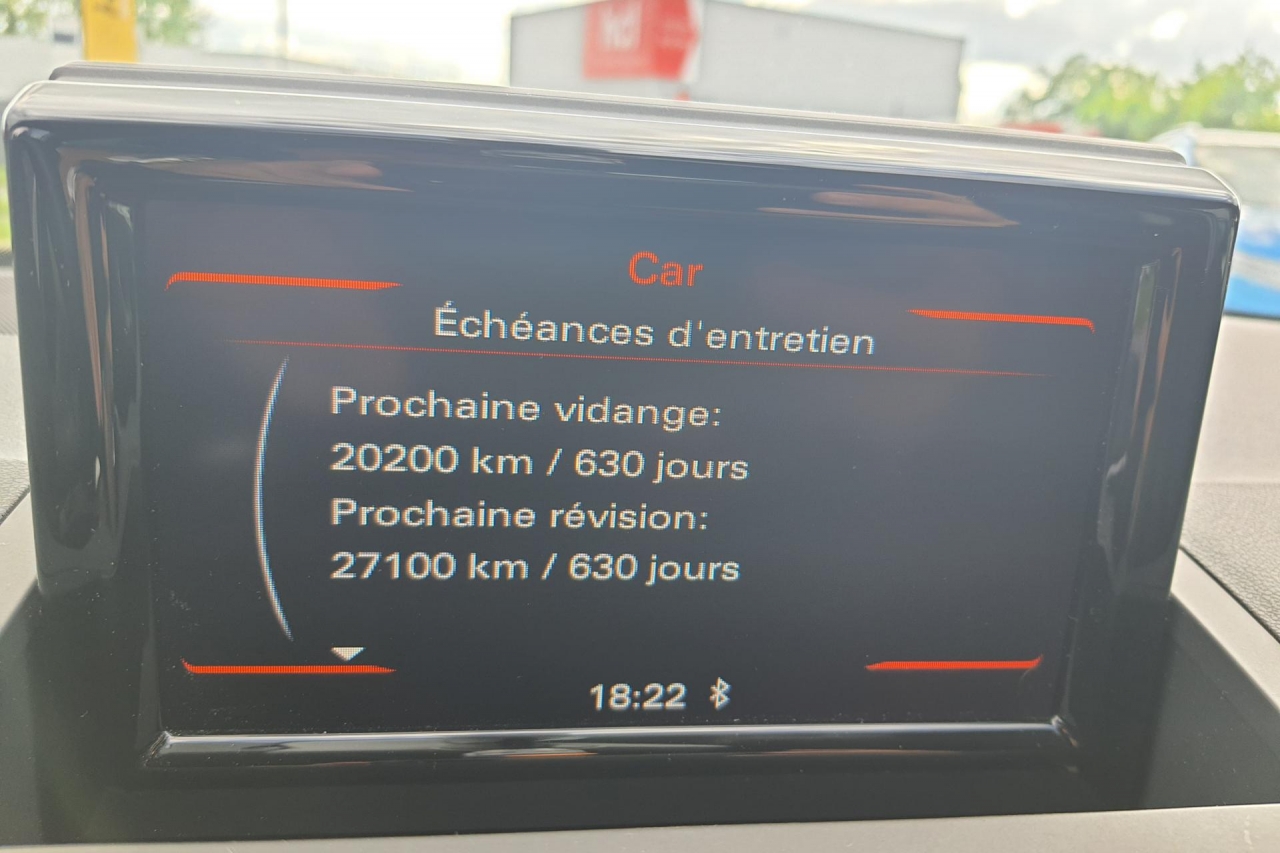 Car
Échéances d'entretien
Prochaine vidange:
20200 km / 630 jours
Prochaine révision:
27100 km / 630 jours
18:22